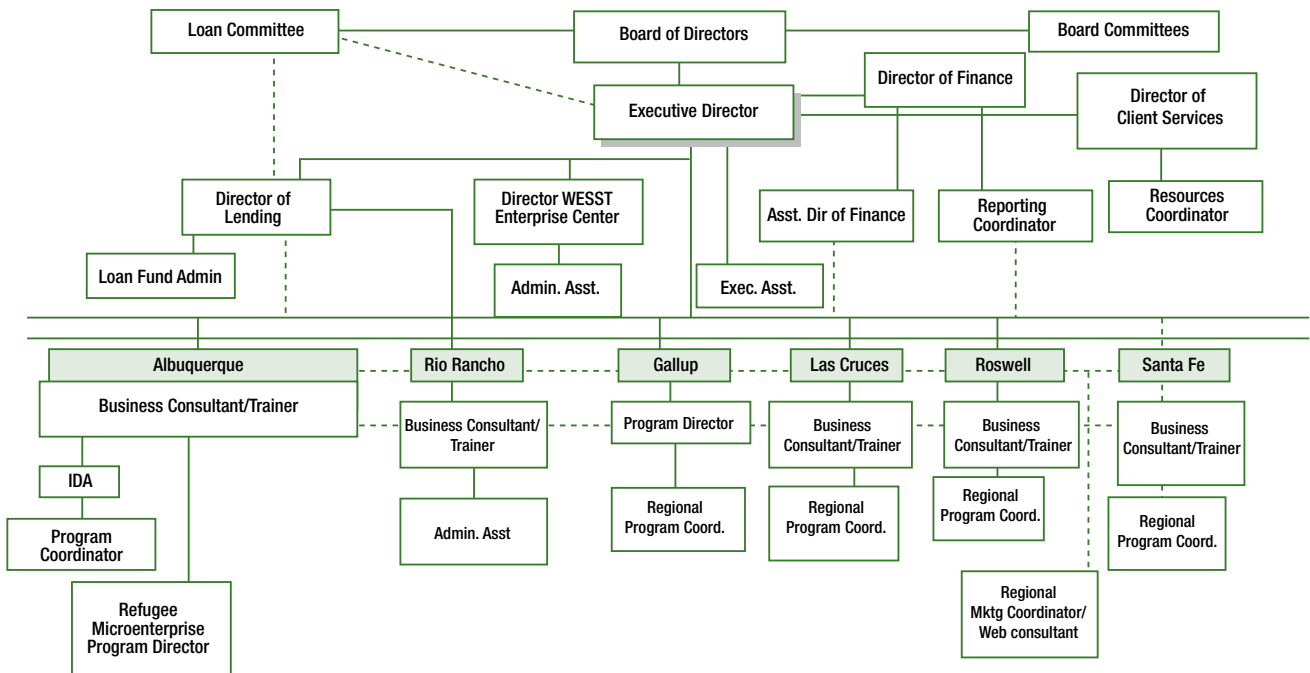 Loan Committee
Board of Directors
Board Committees
Director of Finance
Executive Director
Director of
Client Services
Director of
Lending
Director WESST
Enterprise Center
Asst. Dir of Finance
Reporting
Coordinator
Resources
Coordinator
Loan Fund Admin
Admin. Asst.
Exec. Asst.
Albuquerque
Rio Rancho
Gallup
Las Cruces
Roswell
Santa Fe
Business Consultant/Trainer
Business Consultant/
Trainer
Program Director
Business
Consultant/Trainer
Business
Consultant/Trainer
Business
Consultant/Trainer
IDA
Program
Coordinator
Admin. Asst
Regional
Program Coord.
Regional
Program Coord.
Regional
Program Coord.
Regional
Program Coord.
Refugee
Microenterprise
Program Director
Regional
Mktg Coordinator/
Web consultant